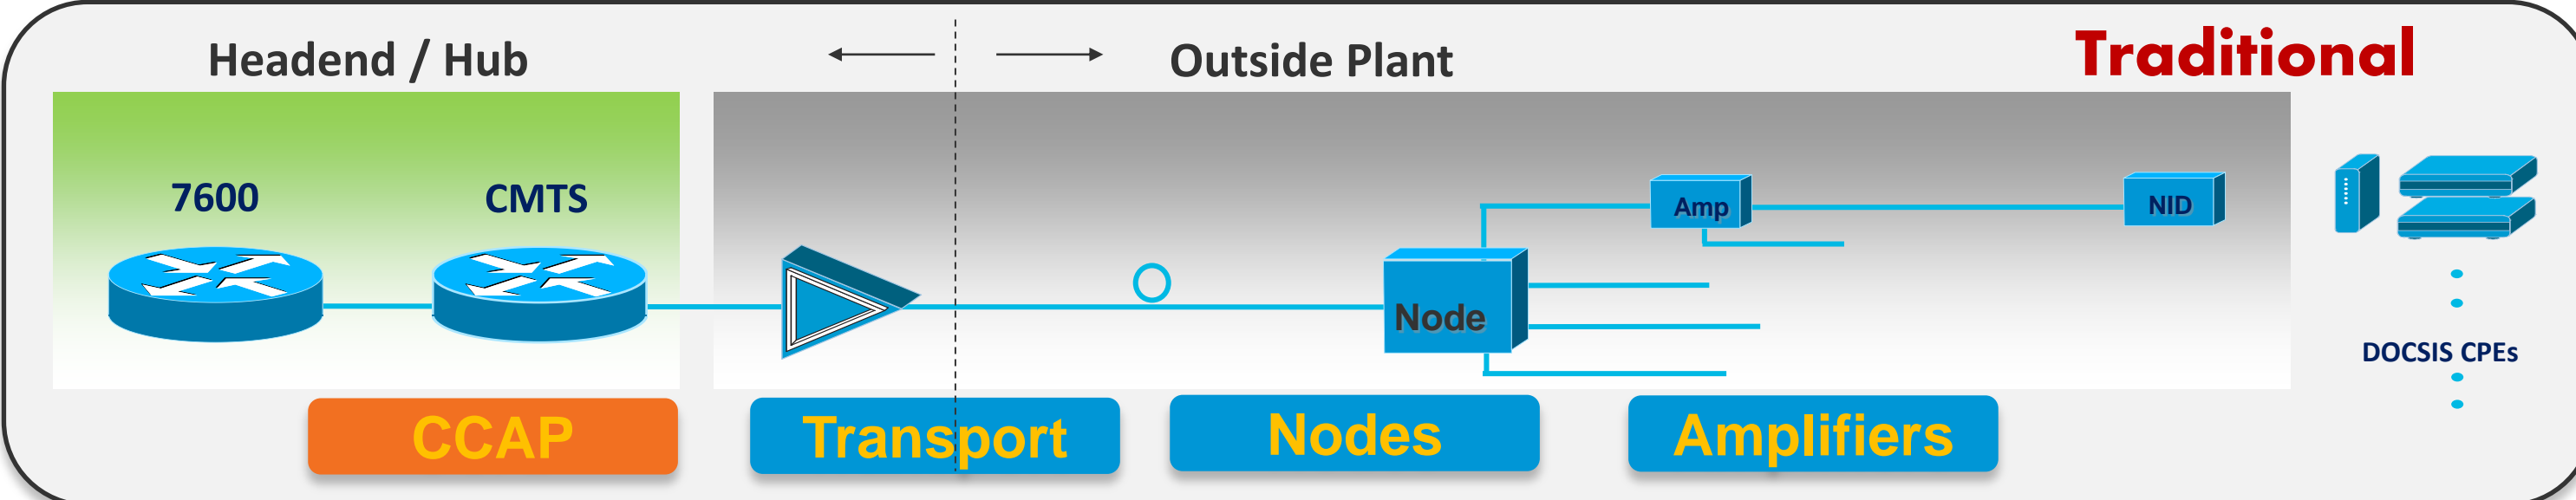 Headend / Hub
Outside Plant
Traditional
7600
CMTS
Amp
NID
Node
DOCSIS CPEs
CCAP
Transport
Nodes
Amplifiers